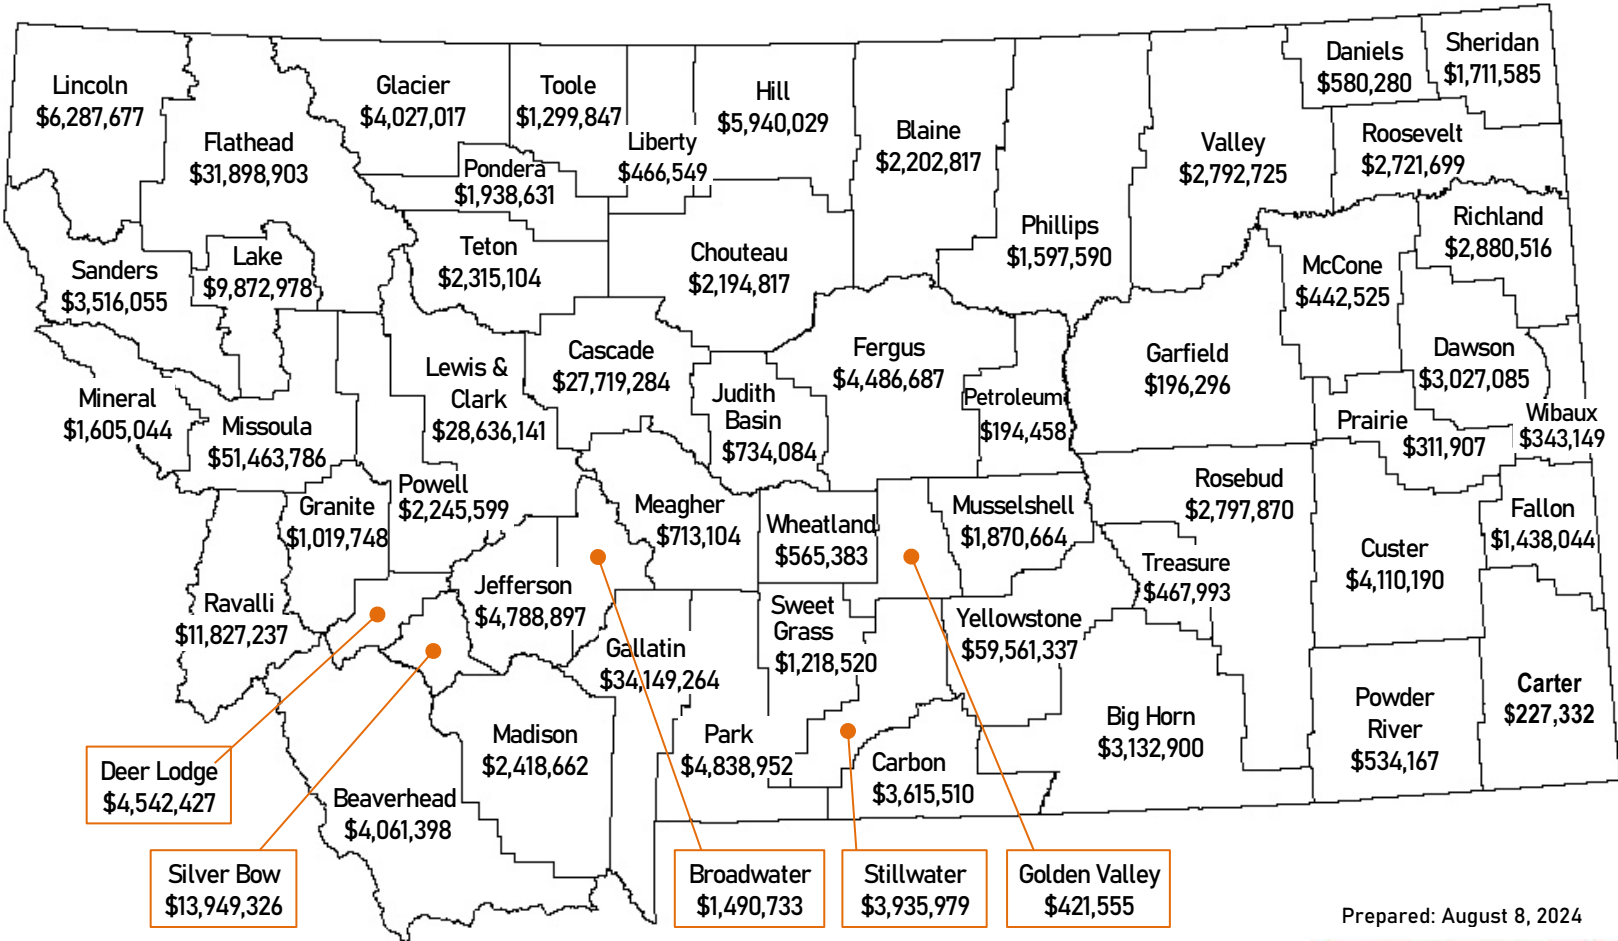 Lincoln
$6,287,677
Flathead
$31,898,903
Glacier
$4,027,017
Toole
$1,299,847
Liberty
$466,549
Hill
$5,940,029
Blaine
$2,202,817
Phillips
$1,597,590
Valley
$2,792,725
Daniels
$580,280
Sheridan
$1,711,585
Roosevelt
$2,721,699
Richland
$2,880,516
Pondera
$1,938,631
Teton
$2,315,104
Chouteau
$2,194,817
Sanders
$3,516,055
Lake
$9,872,978
McCone
$442,525
Garfield
$196,296
Dawson
$3,027,085
Wibaux
$343,149
Prairie
$311,907
Mineral
$1,605,044
Missoula
$51,463,786
Lewis &
Clark
$28,636,141
Cascade
$27,719,284
Judith
Basin
$734,084
Fergus
$4,486,687
Petroleum
$194,458
Powell
$2,245,599
Granite
$1,019,748
Meagher
$713,104
Wheatland
$565,383
Musselshell
$1,870,664
Rosebud
$2,797,870
Treasure
$467,993
Custer
$4,110,190
Fallon
$1,438,044
Ravalli
$11,827,237
Jefferson
$4,788,897
Gallatin
$34,149,264
Sweet
Grass
$1,218,520
Yellowstone
$59,561,337
Big Horn
$3,132,900
Powder
River
$534,167
Carter
$227,332
Madison
$2,418,662
Park
$4,838,952
Carbon
$3,615,510
Beaverhead
$4,061,398
Deer Lodge
$4,542,427
Silver Bow
$13,949,326
Broadwater
$1,490,733
Stillwater
$3,935,979
Golden Valley
$421,555
Prepared: August 8, 2024